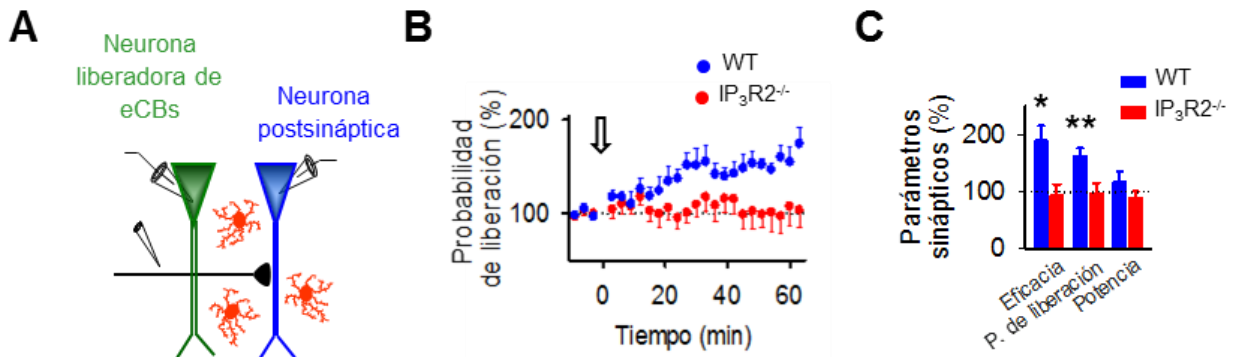 A
Neurona
liberadora de
eCBs
Neurona
postsináptica
B
WT
IP₃R2⁻/⁻
Probabilidad
de liberación (%)
200
100
0
20
40
60
Tiempo (min)
C
WT
IP₃R2⁻/⁻
*
**
Parámetros
sinápticos (%)
200
100
0
Eficacia
P. de liberación
Potencia